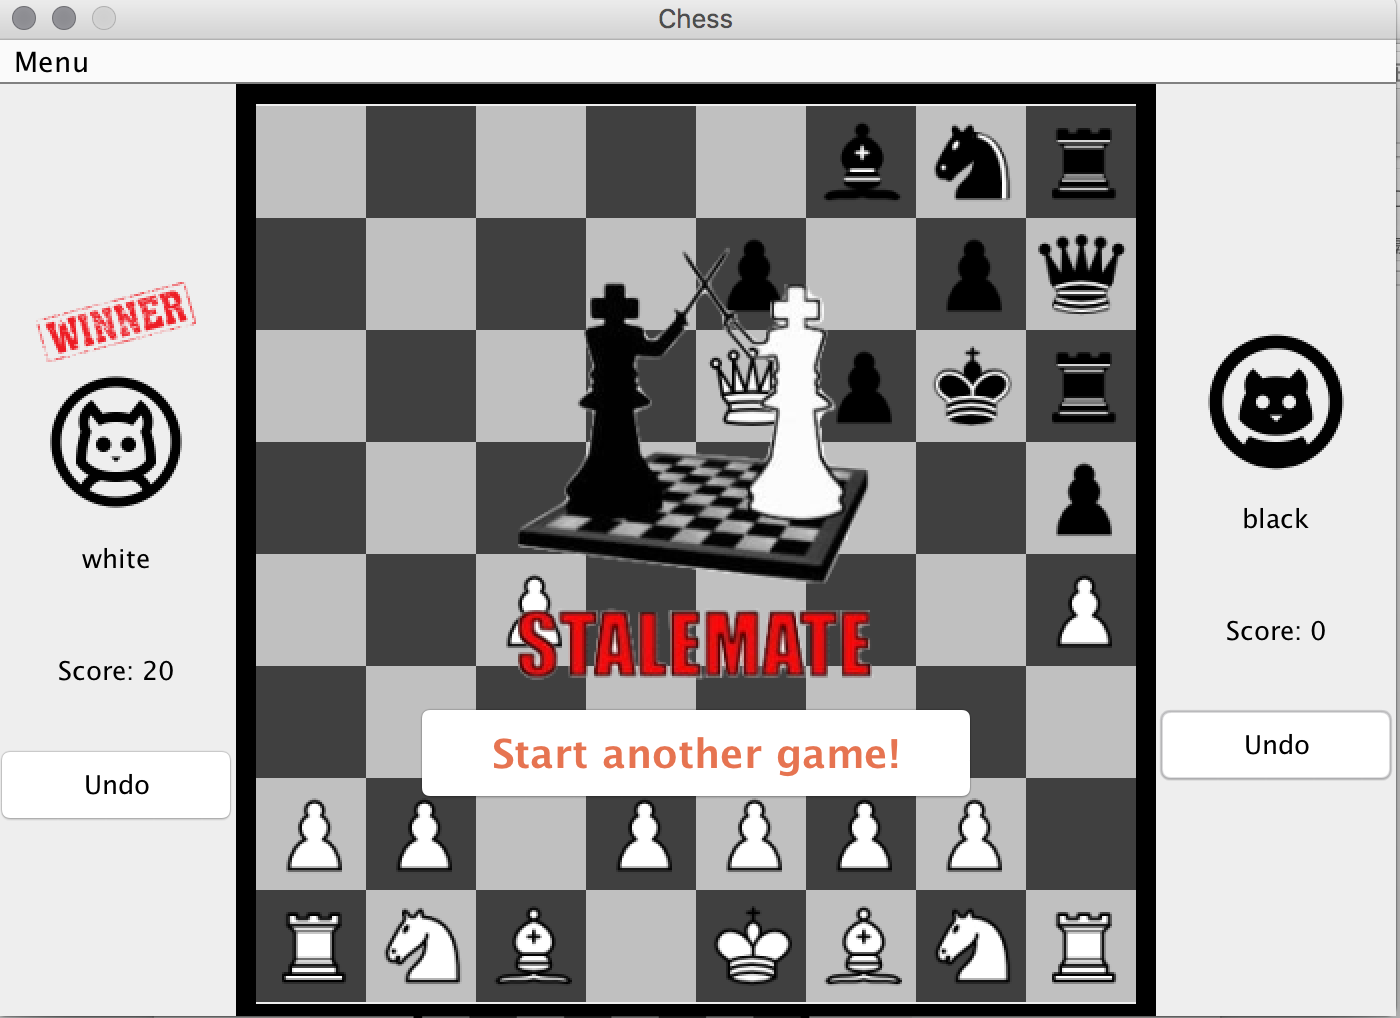 Chess
Menu
WINNER
white
Score: 20
Undo
STALEMATE
Start another game!
black
Score: 0
Undo